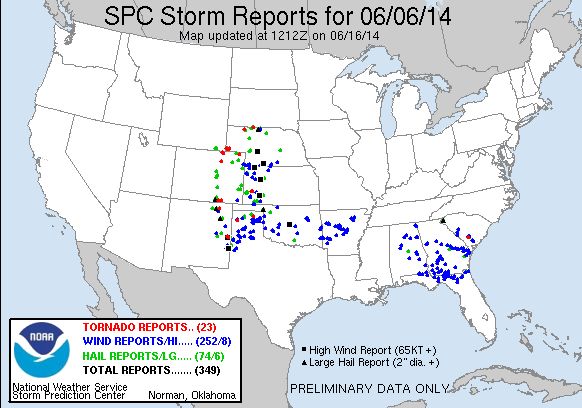 SPC Storm Reports for 06/06/14
Map updated at 1212Z on 06/16/14
TORNADO REPORTS.. (23)
WIND REPORTS/HI..... (252/8)
HAIL REPORTS/LG..... (74/6)
TOTAL REPORTS....... (349)
NOAA
National Weather Service
Storm Prediction Center Norman, Oklahoma
High Wind Report (65KT +)
Large Hail Report (2" dia. +)
PRELIMINARY DATA ONLY